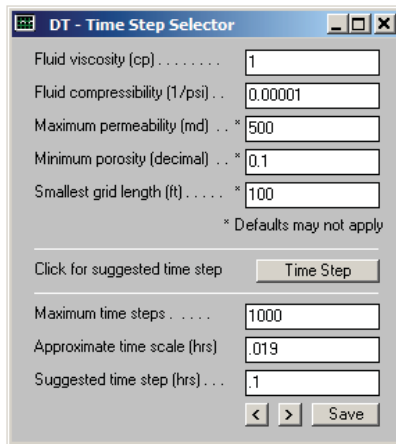 DT - Time Step Selector
Fluid viscosity (cp) . . . . . . . . 1
Fluid compressibility (1/psi) . . 0.00001
Maximum permeability (md) . . * 500
Minimum porosity (decimal) . . * 0.1
Smallest grid length (ft) . . . . . * 100
* Defaults may not apply
Click for suggested time step Time Step
Maximum time steps . . . . . 1000
Approximate time scale (hrs) .019
Suggested time step (hrs) . . . .1
< > Save